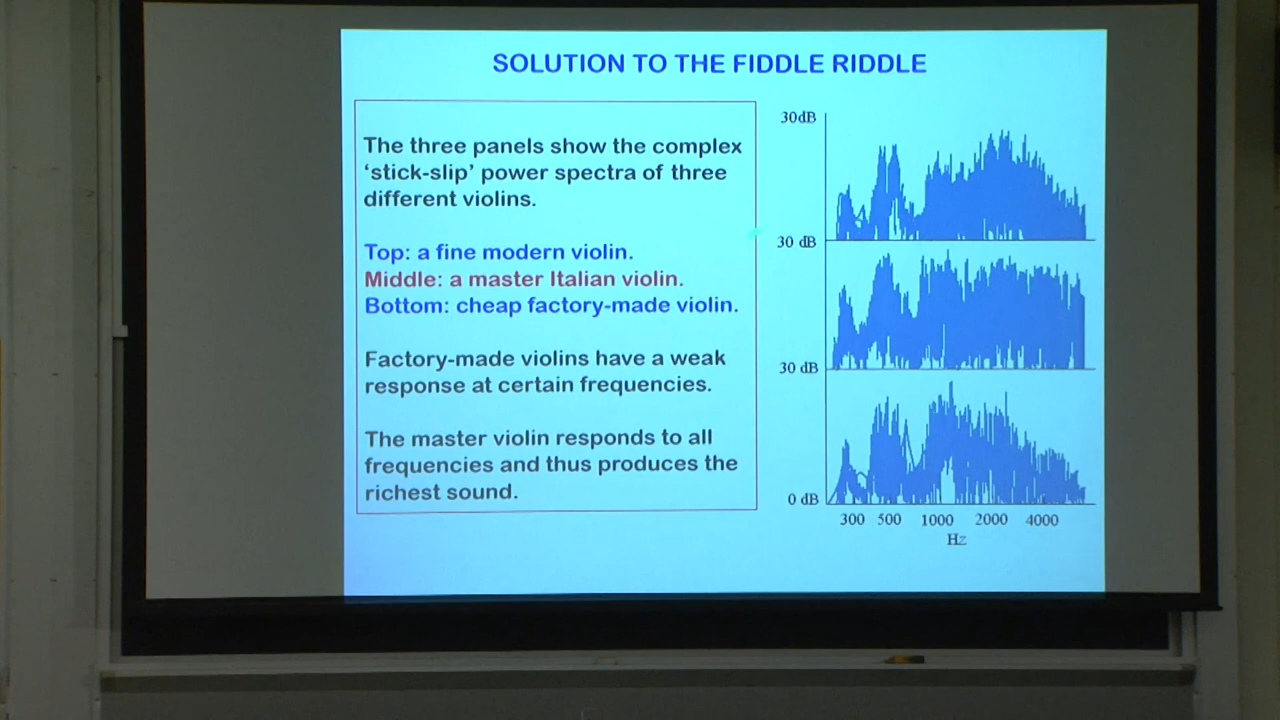 SOLUTION TO THE FIDDLE RIDDLE
The three panels show the complex
‘stick-slip’ power spectra of three
different violins.
Top: a fine modern violin.
Middle: a master Italian violin.
Bottom: cheap factory-made violin.
Factory-made violins have a weak
response at certain frequencies.
The master violin responds to all
frequencies and thus produces the
richest sound.
30dB
30 dB
30 dB
0 dB
300 500 1000 2000 4000
Hz